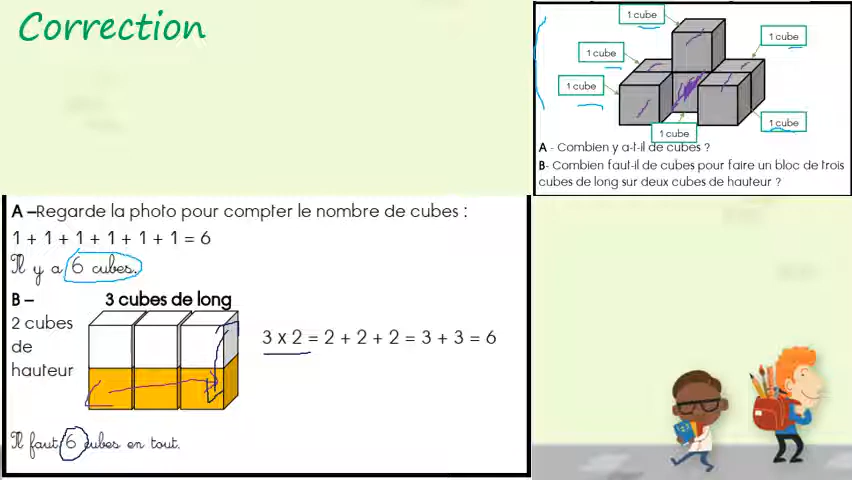 Correction
1 cube
1 cube
1 cube
1 cube
1 cube
1 cube
A - Combien y a-t-il de cubes ?
B- Combien faut-il de cubes pour faire un bloc de trois
cubes de long sur deux cubes de hauteur ?
A –Regarde la photo pour compter le nombre de cubes :
1 + 1 + 1 + 1 + 1 + 1 = 6
Il y a 6 cubes.
B – 3 cubes de long
2 cubes
de
hauteur
3 x 2 = 2 + 2 + 2 = 3 + 3 = 6
Il faut 6 cubes en tout.